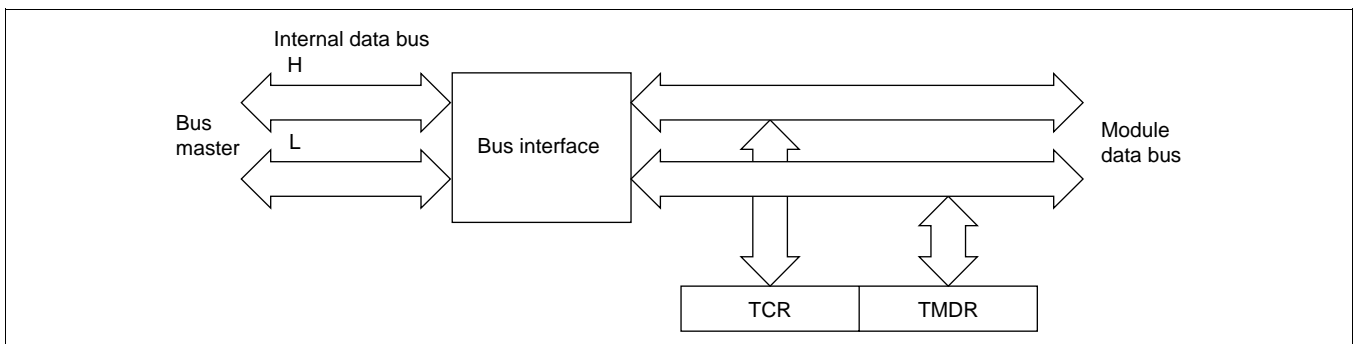 Internal data bus
H
Bus
master
L
Bus interface
Module
data bus
TCR
TMDR